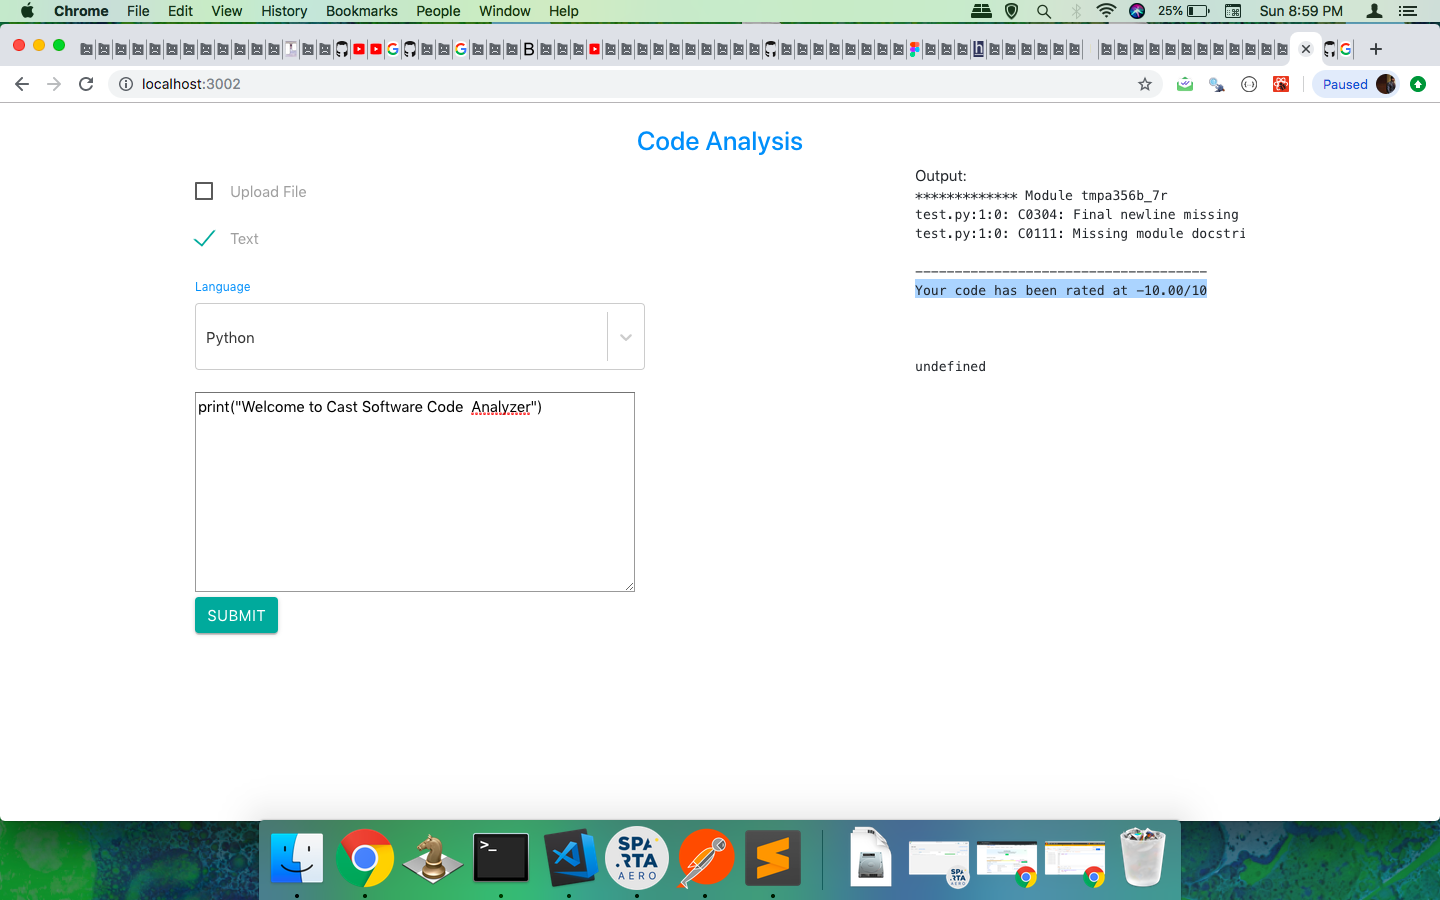 Chrome File Edit View History Bookmarks People Window Help 25% Sun 8:59 PM
localhost:3002 Paused
Code Analysis
Upload File
Text
Language
Python
print("Welcome to Cast Software Code  Analyzer")
SUBMIT
Output:
************* Module tmpa356b_7r
test.py:1:0: C0304: Final newline missing
test.py:1:0: C0111: Missing module docstri
-------------------------------------
Your code has been rated at -10.00/10
undefined
>_
SPA
.RTA
AERO
SPA
.RTA
AERO